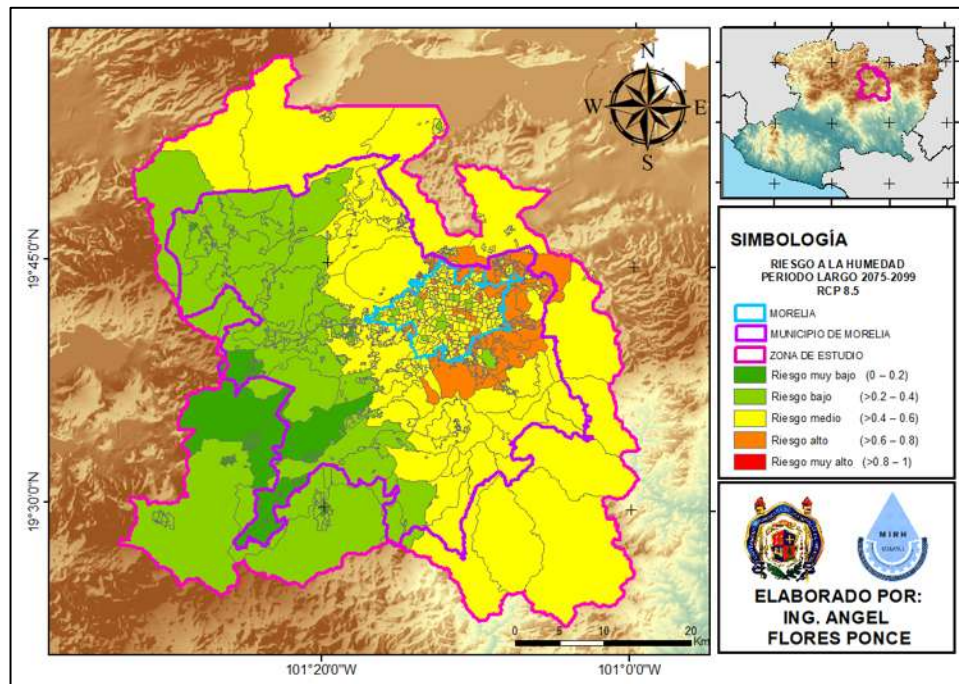 N
W
E
S
19°45'0"N
19°30'0"N
101°20'0"W
101°0'0"W
0 5 10 20
Km
SIMBOLOGÍA
RIESGO A LA HUMEDAD
PERIODO LARGO 2075-2099
RCP 8.5
MORELIA
MUNICIPIO DE MORELIA
ZONA DE ESTUDIO
Riesgo muy bajo (0 – 0.2)
Riesgo bajo (>0.2 – 0.4)
Riesgo medio (>0.4 – 0.6)
Riesgo alto (>0.6 – 0.8)
Riesgo muy alto (>0.8 – 1)
MIRH
ELABORADO POR:
ING. ANGEL
FLORES PONCE